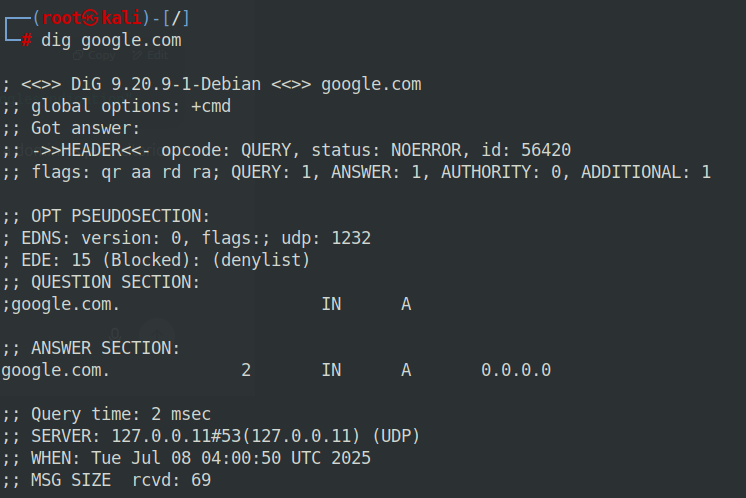 ┌──(root㉿kali)-[/]
└─# dig google.com

; <<>> DiG 9.20.9-1-Debian <<>> google.com
;; global options: +cmd
;; Got answer:
;; ->>HEADER<<- opcode: QUERY, status: NOERROR, id: 56420
;; flags: qr aa rd ra; QUERY: 1, ANSWER: 1, AUTHORITY: 0, ADDITIONAL: 1

;; OPT PSEUDOSECTION:
; EDNS: version: 0, flags:; udp: 1232
; EDE: 15 (Blocked): (denylist)
;; QUESTION SECTION:
;google.com.                    IN      A

;; ANSWER SECTION:
google.com.             2       IN      A       0.0.0.0

;; Query time: 2 msec
;; SERVER: 127.0.0.11#53(127.0.0.11) (UDP)
;; WHEN: Tue Jul 08 04:00:50 UTC 2025
;; MSG SIZE  rcvd: 69